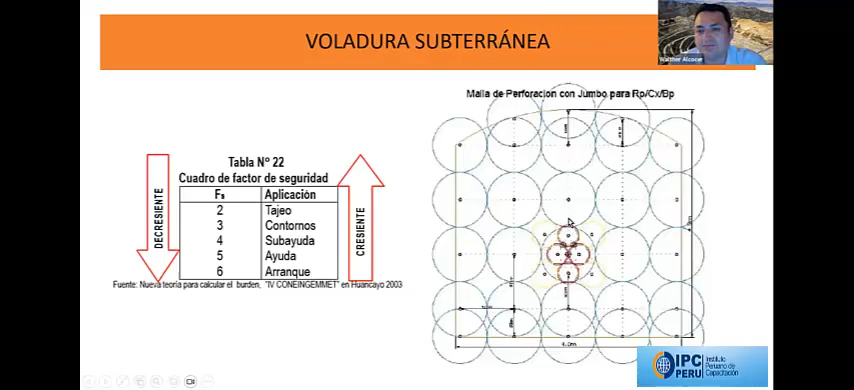 VOLADURA SUBTERRÁNEA
Walther Alcocer
Malla de Perforacion con Jumbo para Rp/Cx/Bp
Tabla N° 22
Cuadro de factor de seguridad
Fs Aplicación
2 Tajeo
3 Contornos
4 Subayuda
5 Ayuda
6 Arranque
DECRESIENTE
CRESIENTE
Fuente: Nueva teoría para calcular el burden, "IV CONEINGEMMET" en Huancayo 2003
IPC
PERU
Instituto
Peruano de
Capacitación